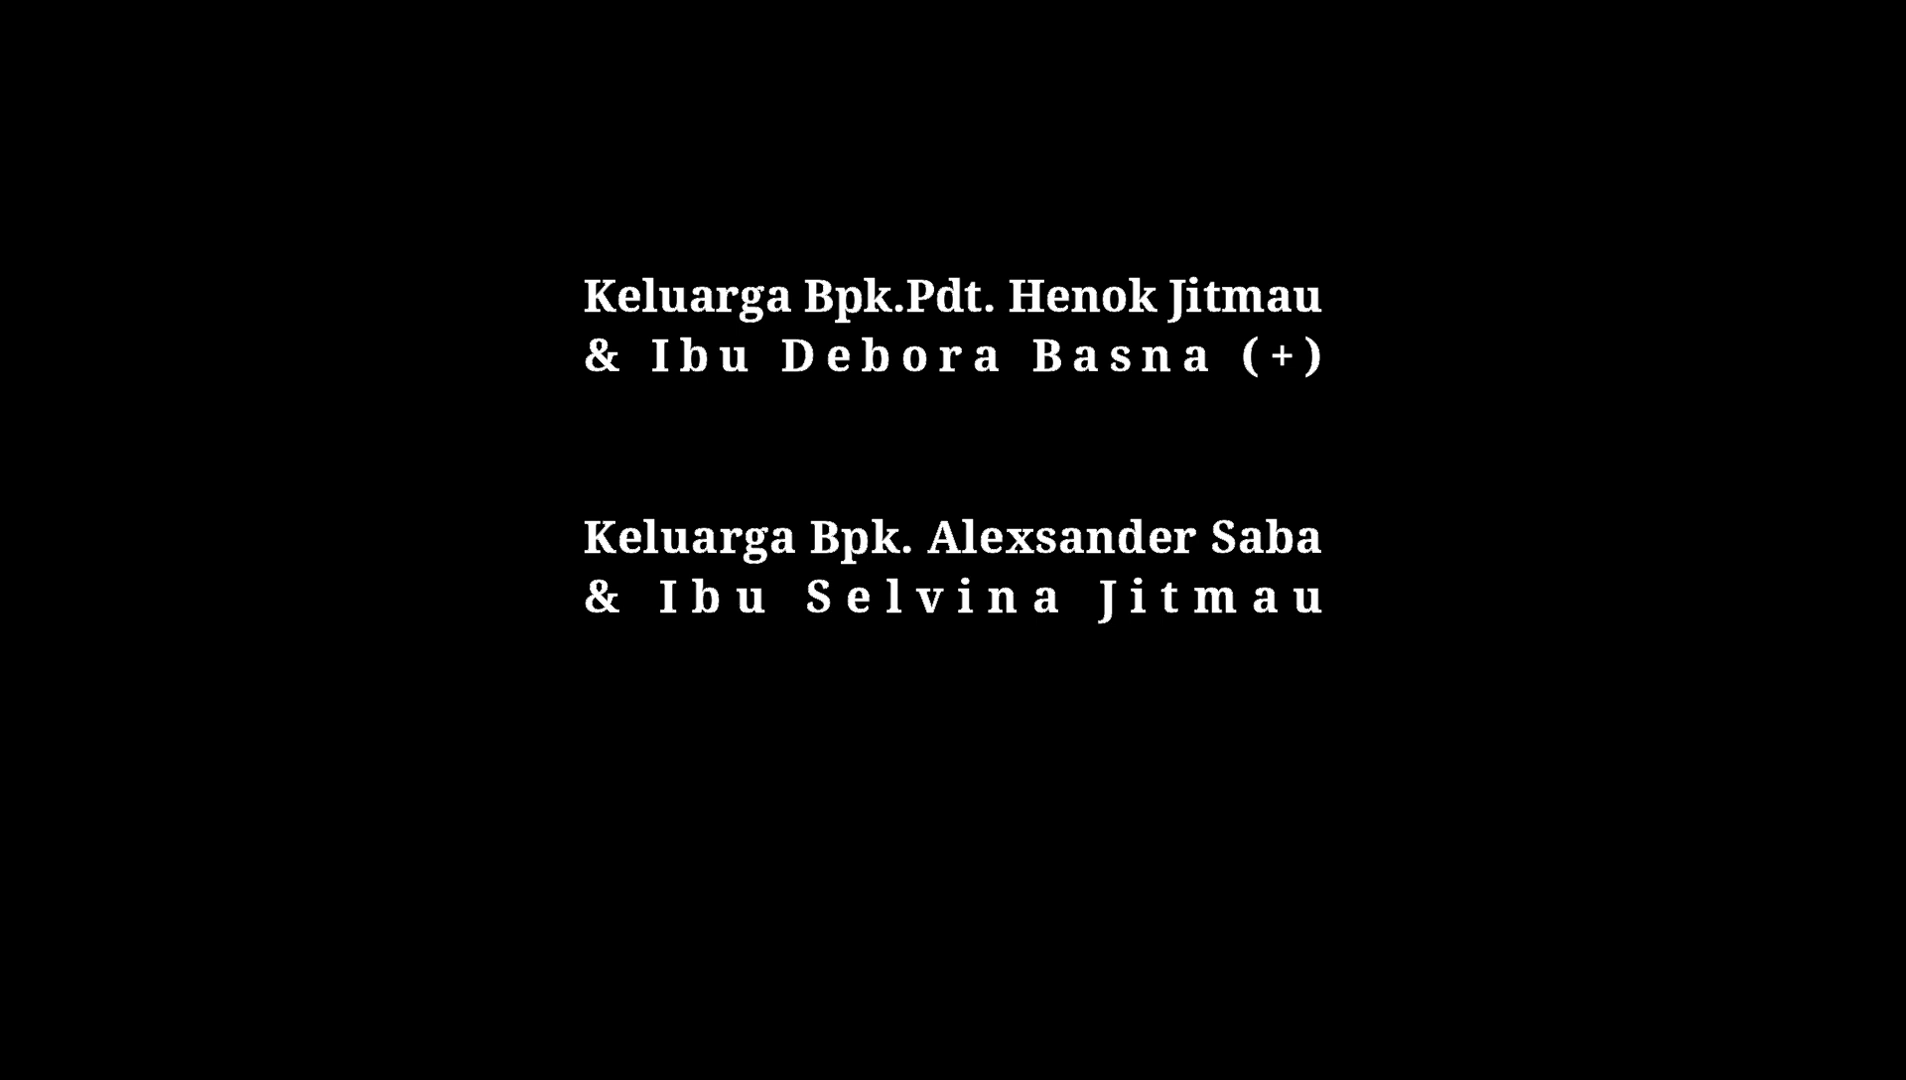 Keluarga Bpk.Pdt. Henok Jitmau
& Ibu Debora Basna (+)
Keluarga Bpk. Alexsander Saba
& Ibu Selvina Jitmau